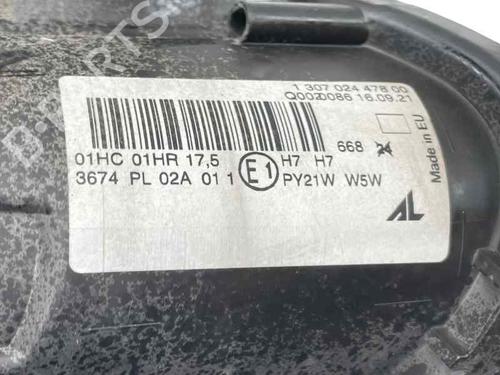 1 307 024 478 00
Q0020086 16.09.21
01HC 01HR 17,5
3674 PL 02A 01 1
E1
H7 H7
PY21W W5W
668
AL
Made in EU